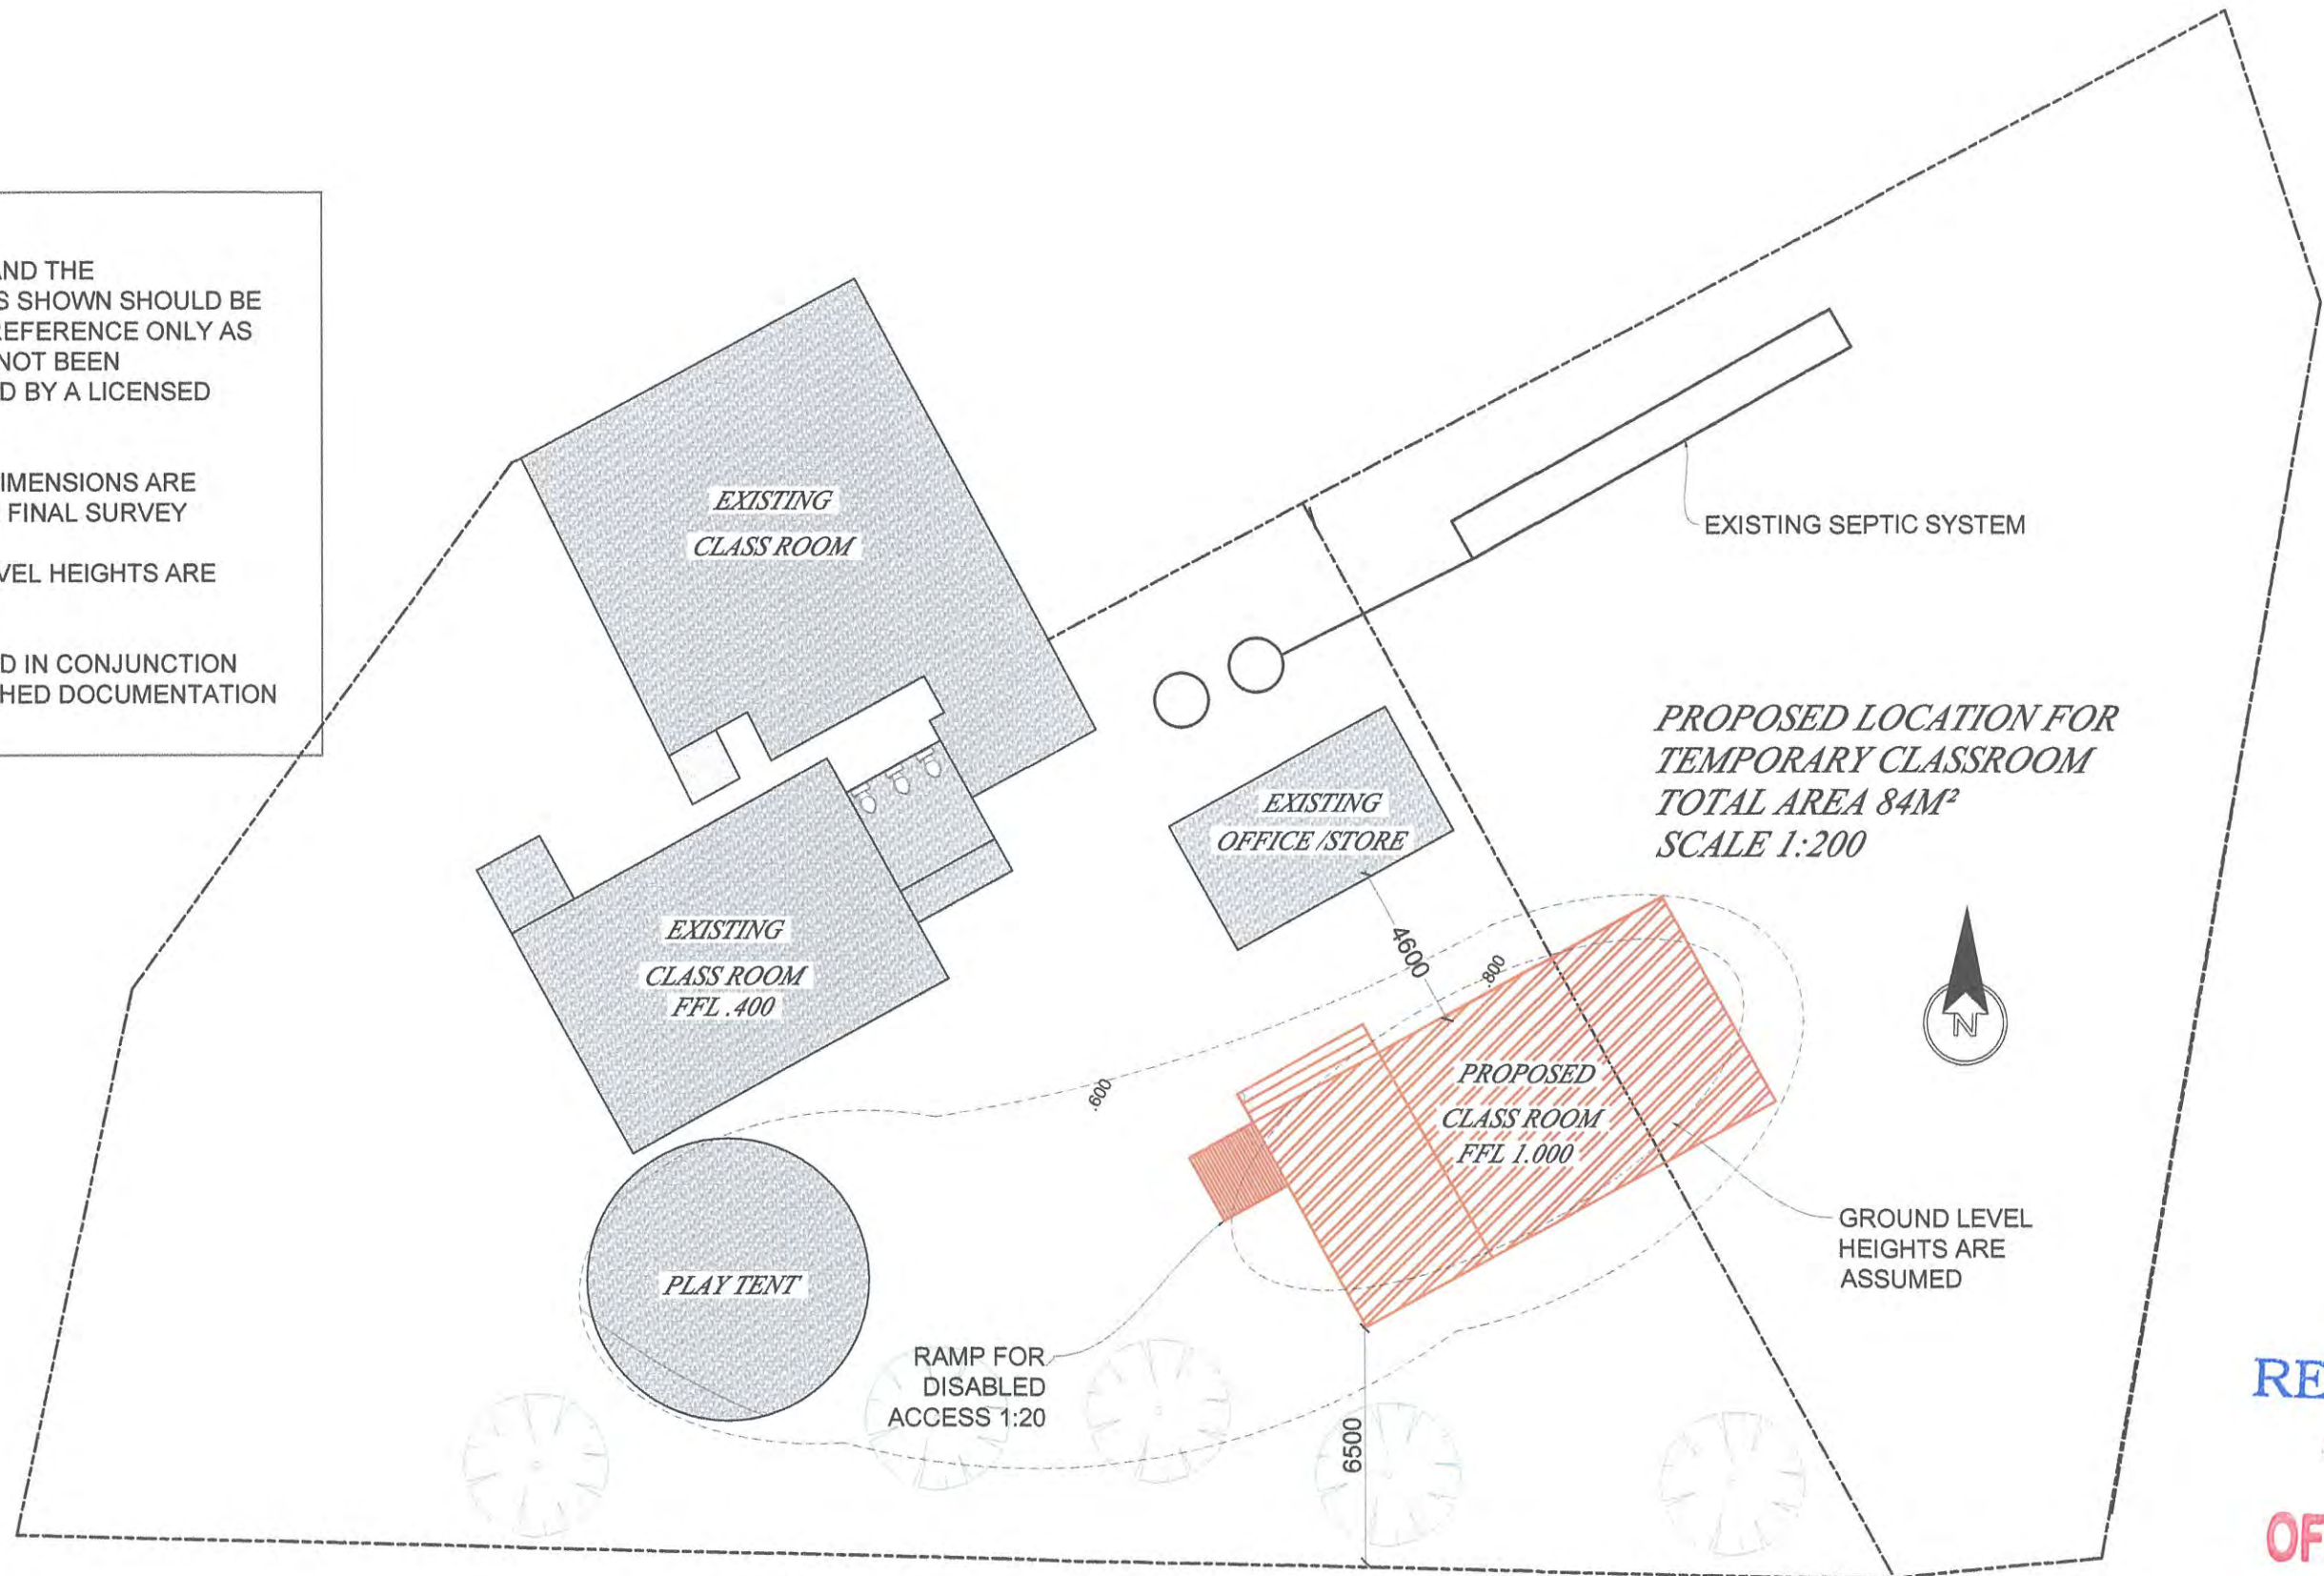 AND THE
S SHOWN SHOULD BE
REFERENCE ONLY AS
NOT BEEN
D BY A LICENSED
IMENSIONS ARE
FINAL SURVEY
VEL HEIGHTS ARE
D IN CONJUNCTION
HED DOCUMENTATION
EXISTING
CLASS ROOM
EXISTING SEPTIC SYSTEM
PROPOSED LOCATION FOR
TEMPORARY CLASSROOM
TOTAL AREA 84M²
SCALE 1:200
EXISTING
OFFICE /STORE
EXISTING
CLASS ROOM
FFL .400
4600
.800
N
.600
PROPOSED
CLASS ROOM
FFL 1.000
GROUND LEVEL
HEIGHTS ARE
ASSUMED
PLAY TENT
RAMP FOR
DISABLED
ACCESS 1:20
6500
RE
OF